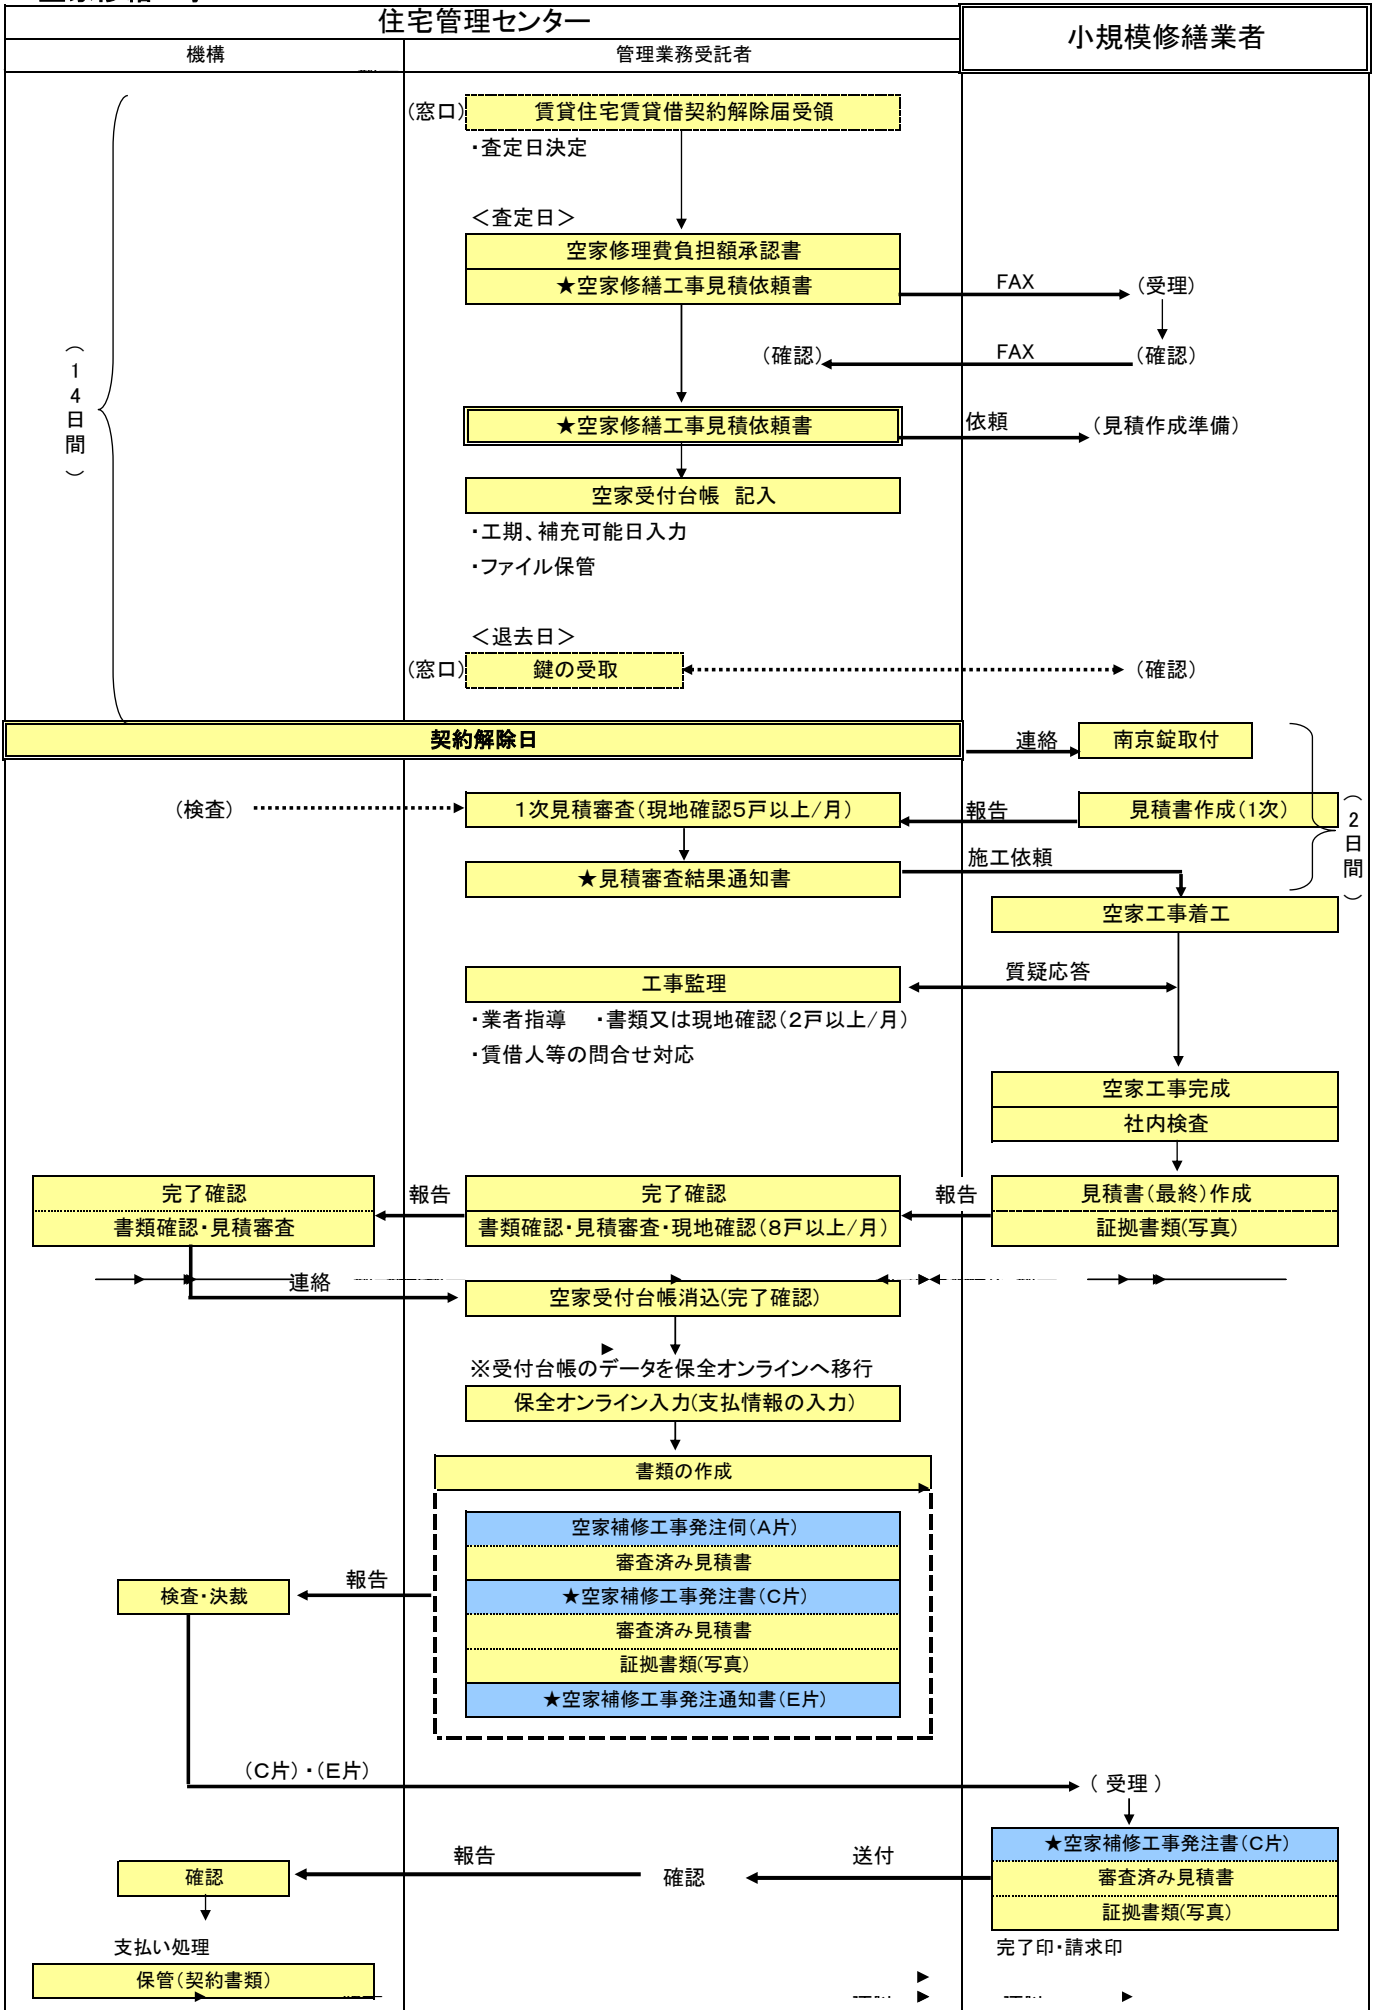 住宅管理センター
小規模修繕業者
機構
管理業務受託者
(窓口)
賃貸住宅賃貸借契約解除届受領
・査定日決定
＜査定日＞
空家修理費負担額承認書
★空家修繕工事見積依頼書
FAX
(受理)
(確認)
FAX
(確認)
（14日間）
★空家修繕工事見積依頼書
依頼
(見積作成準備)
空家受付台帳　記入
・工期、補充可能日入力
・ファイル保管
＜退去日＞
(窓口)
鍵の受取
(確認)
契約解除日
連絡
南京錠取付
(検査)
1次見積審査(現地確認5戸以上/月)
報告
見積書作成(1次)
（2日間）
★見積審査結果通知書
施工依頼
空家工事着工
工事監理
質疑応答
・業者指導　・書類又は現地確認(2戸以上/月)
・賃借人等の問合せ対応
空家工事完成
社内検査
完了確認
報告
完了確認
報告
見積書(最終)作成
書類確認・見積審査
書類確認・見積審査・現地確認(8戸以上/月)
証拠書類(写真)
連絡
空家受付台帳消込(完了確認)
※受付台帳のデータを保全オンラインへ移行
保全オンライン入力(支払情報の入力)
書類の作成
空家補修工事発注伺(A片)
審査済み見積書
検査・決裁
報告
★空家補修工事発注書(C片)
審査済み見積書
証拠書類(写真)
★空家補修工事発注通知書(E片)
(C片)・(E片)
( 受理 )
★空家補修工事発注書(C片)
確認
報告
確認
送付
審査済み見積書
証拠書類(写真)
支払い処理
完了印・請求印
保管(契約書類)